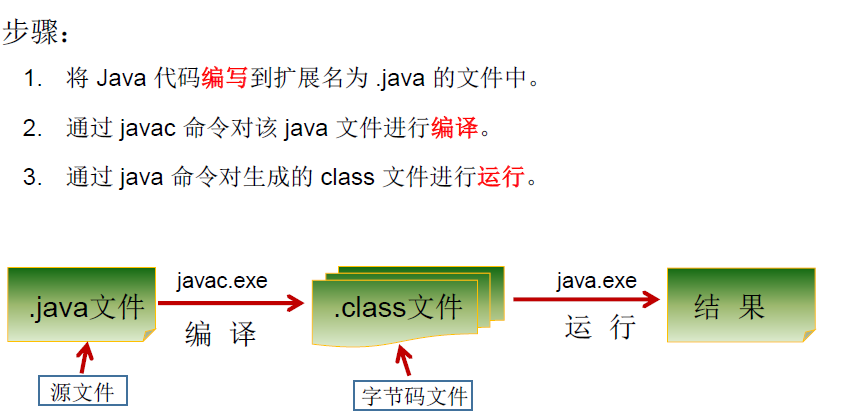 步骤：
1. 将 Java 代码编写到扩展名为 .java 的文件中。
2. 通过 javac 命令对该 java 文件进行编译。
3. 通过 java 命令对生成的 class 文件进行运行。
javac.exe
java.exe
.java文件
.class文件
结 果
编 译
运 行
源文件
字节码文件